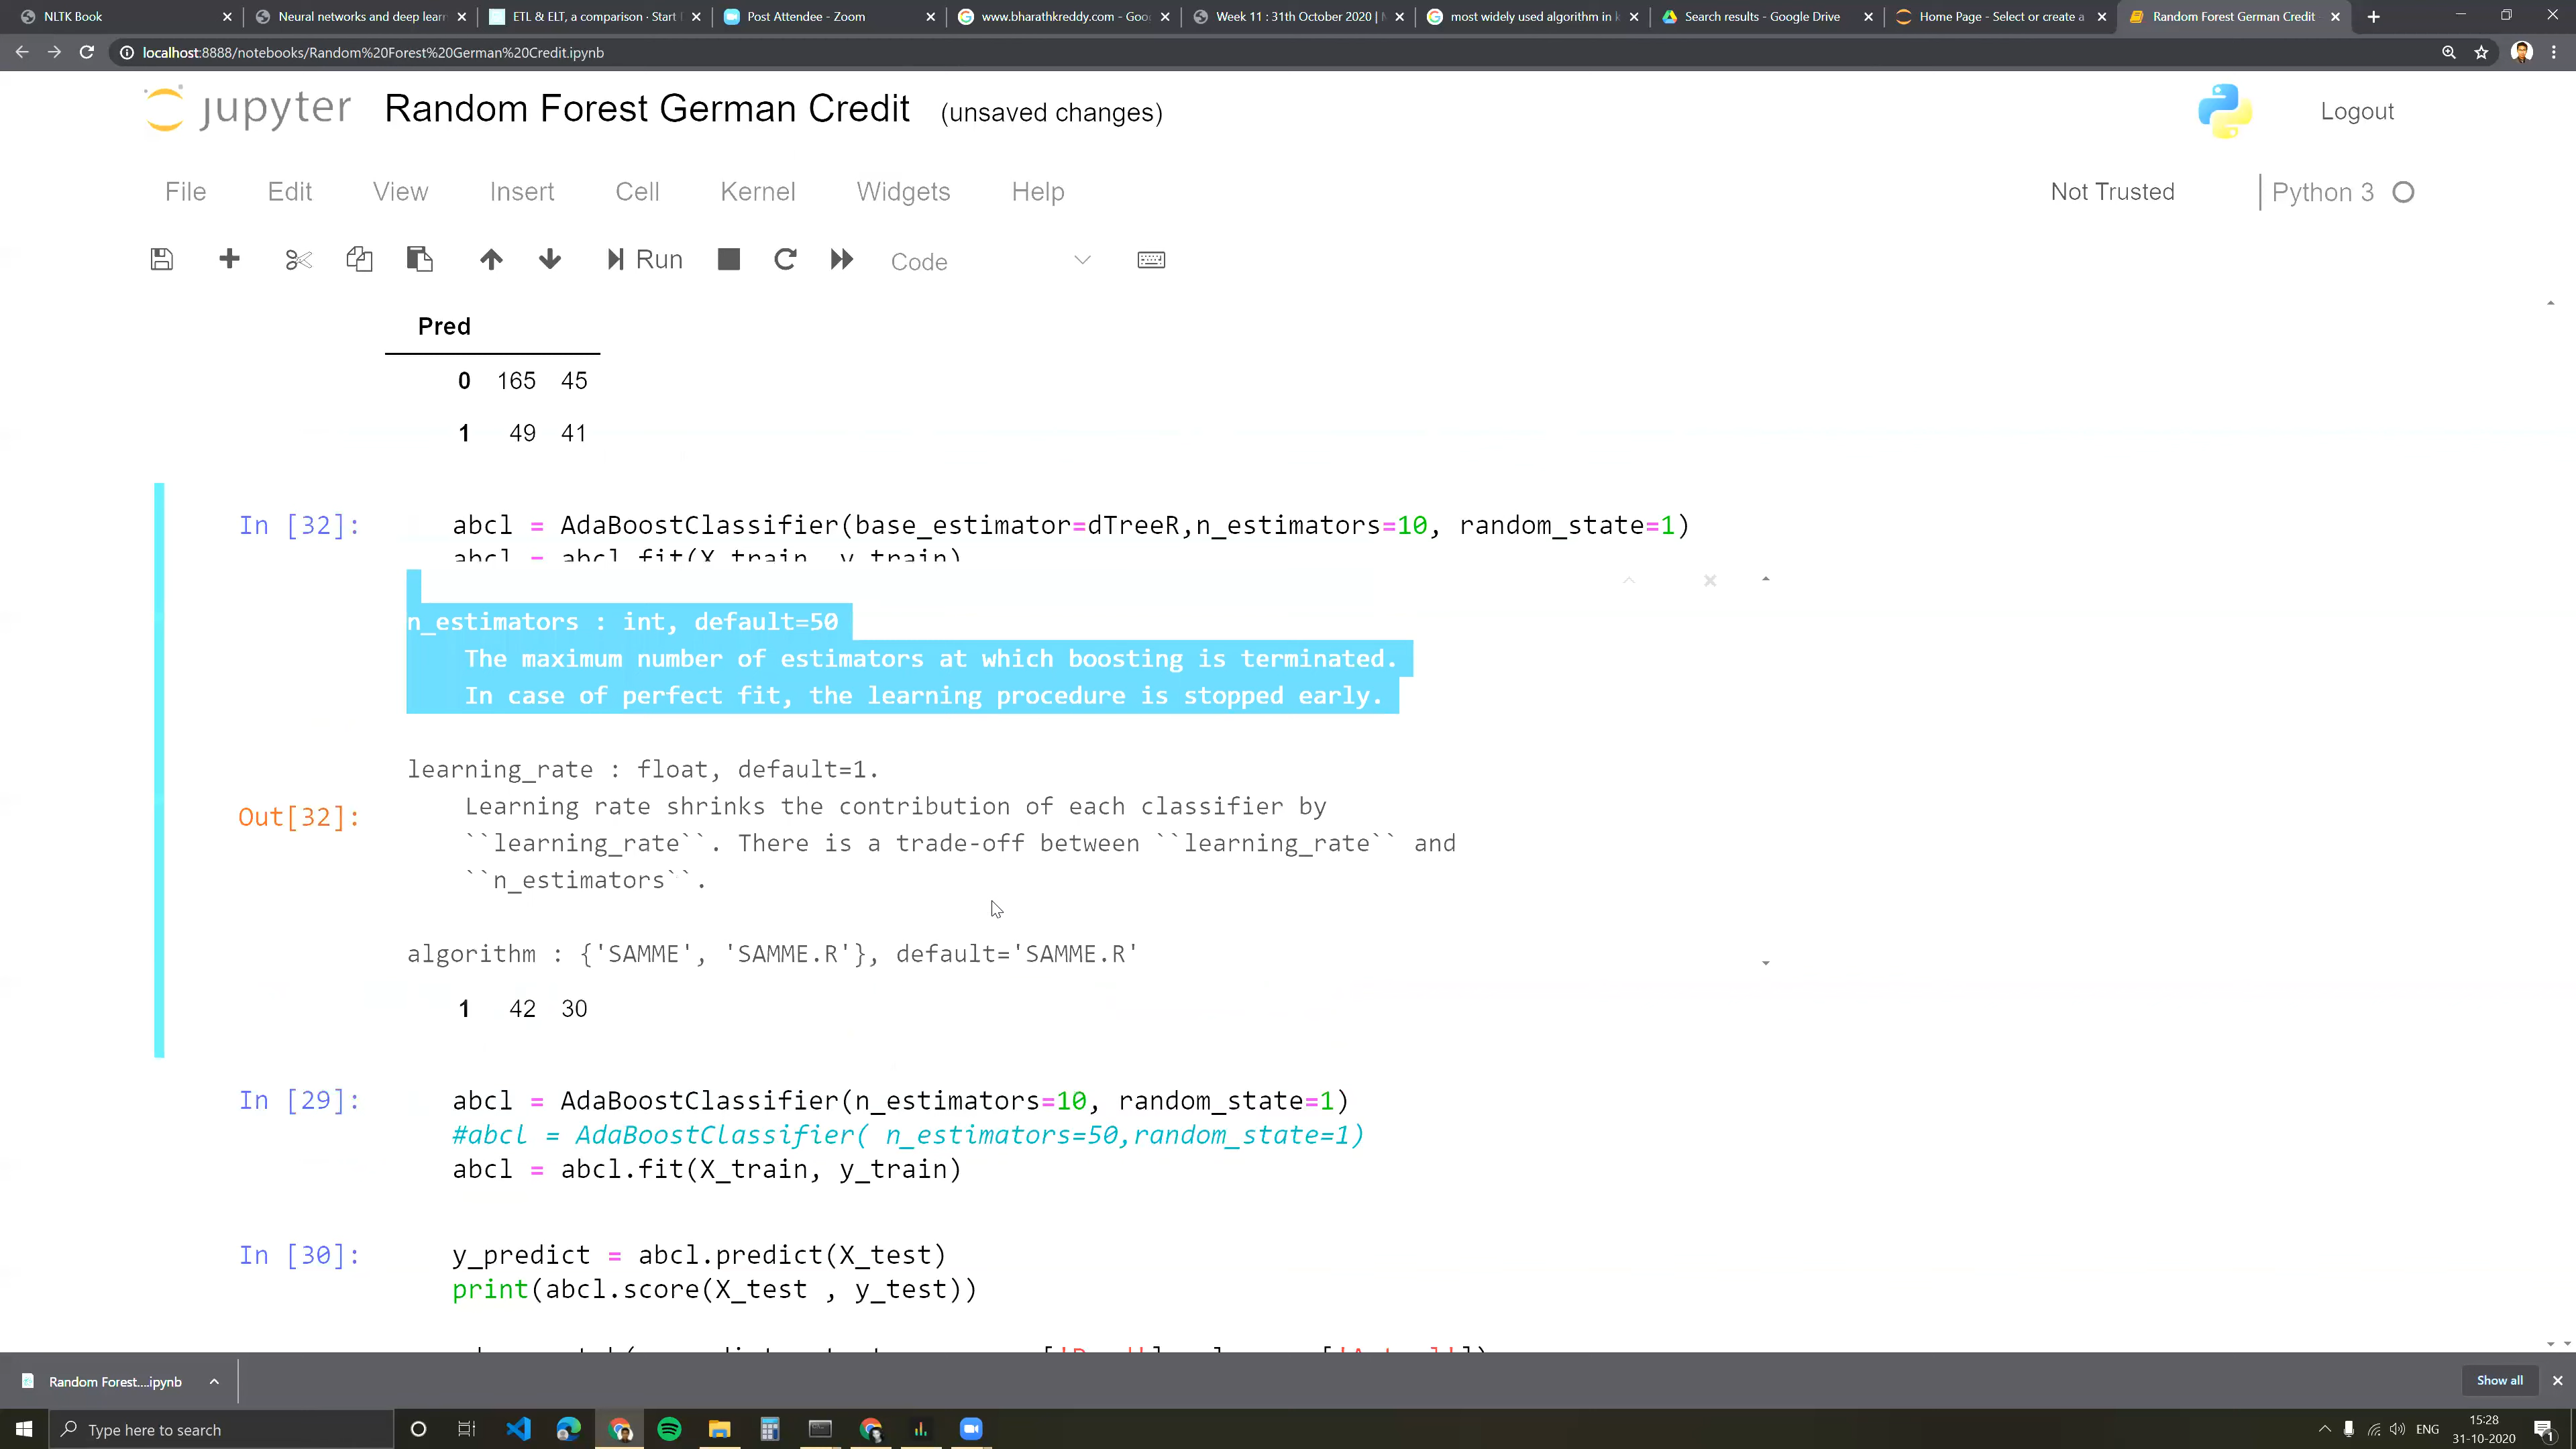 NLTK Book
Neural networks and deep learn
ETL & ELT, a comparison · Start
Post Attendee - Zoom
www.bharathkreddy.com - Goo
Week 11 : 31th October 2020 |
most widely used algorithm in k
Search results - Google Drive
Home Page - Select or create a
Random Forest German Credit
localhost:8888/notebooks/Random%20Forest%20German%20Credit.ipynb
jupyter Random Forest German Credit (unsaved changes)
Logout
File Edit View Insert Cell Kernel Widgets Help
Not Trusted
Python 3
Run
Code
Pred
0 165 45
1 49 41
In [32]: abcl = AdaBoostClassifier(base_estimator=dTreeR,n_estimators=10, random_state=1)
abcl = abcl.fit(X_train, y_train)
n_estimators : int, default=50
The maximum number of estimators at which boosting is terminated.
In case of perfect fit, the learning procedure is stopped early.
learning_rate : float, default=1.
Learning rate shrinks the contribution of each classifier by
Out[32]:
``learning_rate``. There is a trade-off between ``learning_rate`` and
``n_estimators``.
algorithm : {'SAMME', 'SAMME.R'}, default='SAMME.R'
1 42 30
In [29]: abcl = AdaBoostClassifier(n_estimators=10, random_state=1)
#abcl = AdaBoostClassifier( n_estimators=50,random_state=1)
abcl = abcl.fit(X_train, y_train)
In [30]: y_predict = abcl.predict(X_test)
print(abcl.score(X_test , y_test))
Random Forest....ipynb
Show all
Type here to search
ENG
15:28
31-10-2020
1